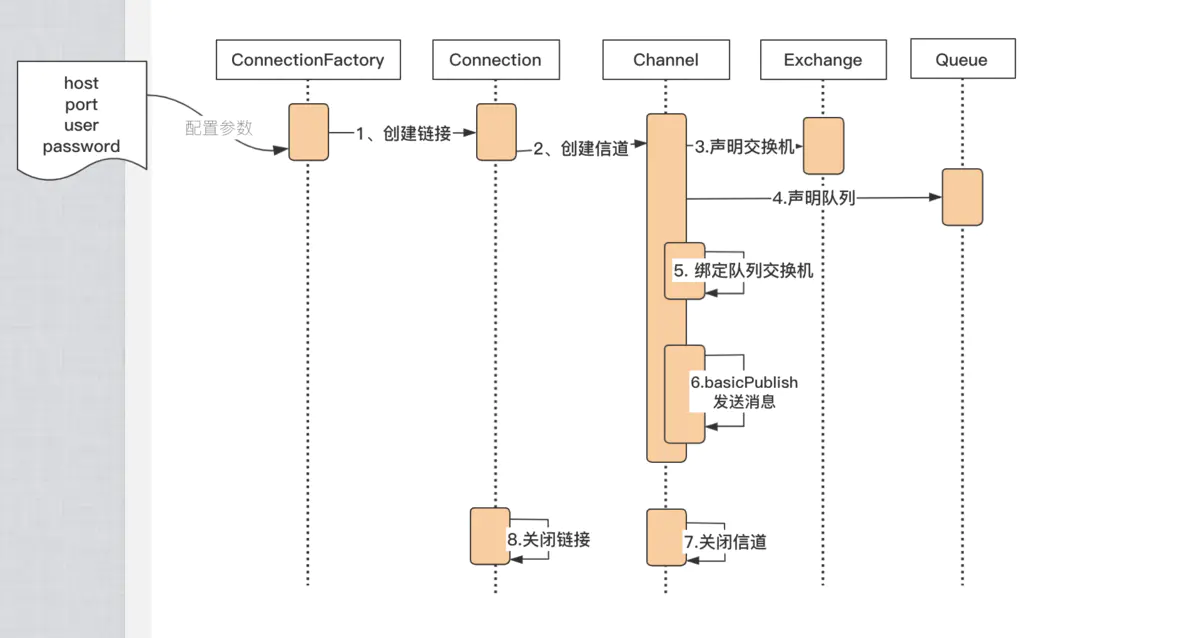 ConnectionFactory
Connection
Channel
Exchange
Queue
host
port
user
password
配置参数
1、创建链接
2、创建信道
3.声明交换机
4.声明队列
5. 绑定队列交换机
6.basicPublish
发送消息
8.关闭链接
7.关闭信道